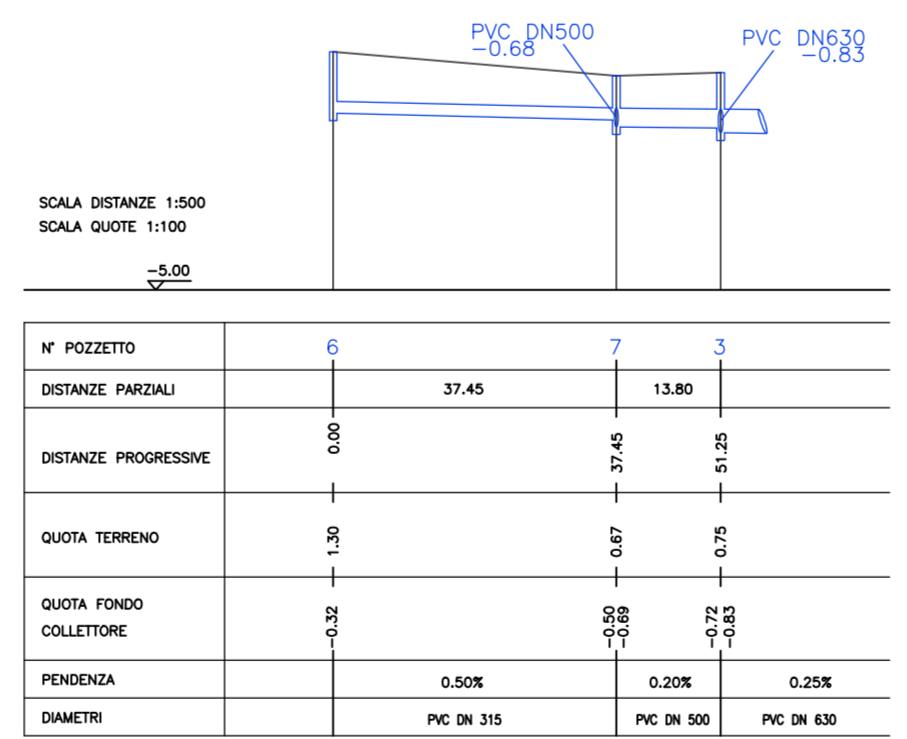 PVC DN500
-0.68
PVC DN630
-0.83
SCALA DISTANZE 1:500
SCALA QUOTE 1:100
-5.00
N° POZZETTO 6 7 3
DISTANZE PARZIALI 37.45 13.80
DISTANZE PROGRESSIVE 0.00 37.45 51.25
QUOTA TERRENO 1.30 0.67 0.75
QUOTA FONDO
COLLETTORE
-0.32 -0.50 -0.69 -0.72 -0.83
PENDENZA 0.50% 0.20% 0.25%
DIAMETRI PVC DN 315 PVC DN 500 PVC DN 630